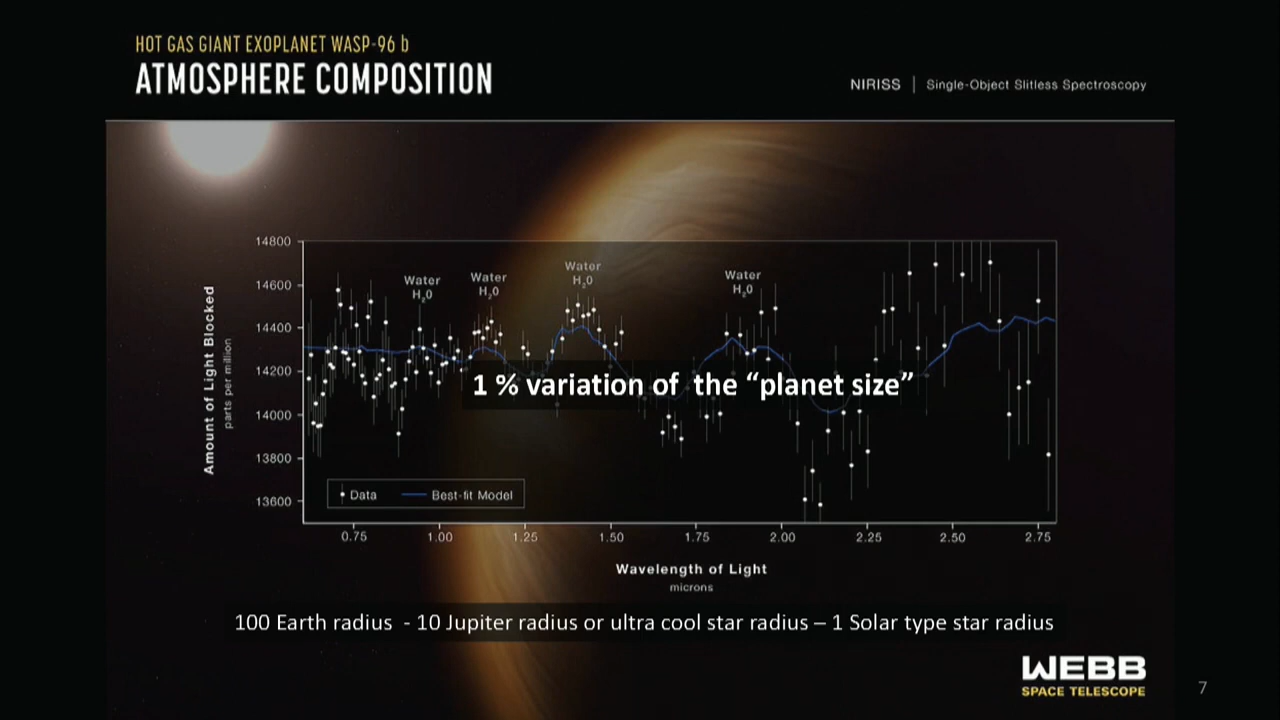 HOT GAS GIANT EXOPLANET WASP-96 b
ATMOSPHERE COMPOSITION
NIRISS | Single-Object Slitless Spectroscopy
14800
14600
14400
14200
14000
13800
13600
Amount of Light Blocked
parts per million
Water
H₂0
Water
H₂0
Water
H₂0
Water
H₂0
1 % variation of the “planet size”
Data
Best-fit Model
0.75 1.00 1.25 1.50 1.75 2.00 2.25 2.50 2.75
Wavelength of Light
microns
100 Earth radius - 10 Jupiter radius or ultra cool star radius – 1 Solar type star radius
WEBB
SPACE TELESCOPE
7